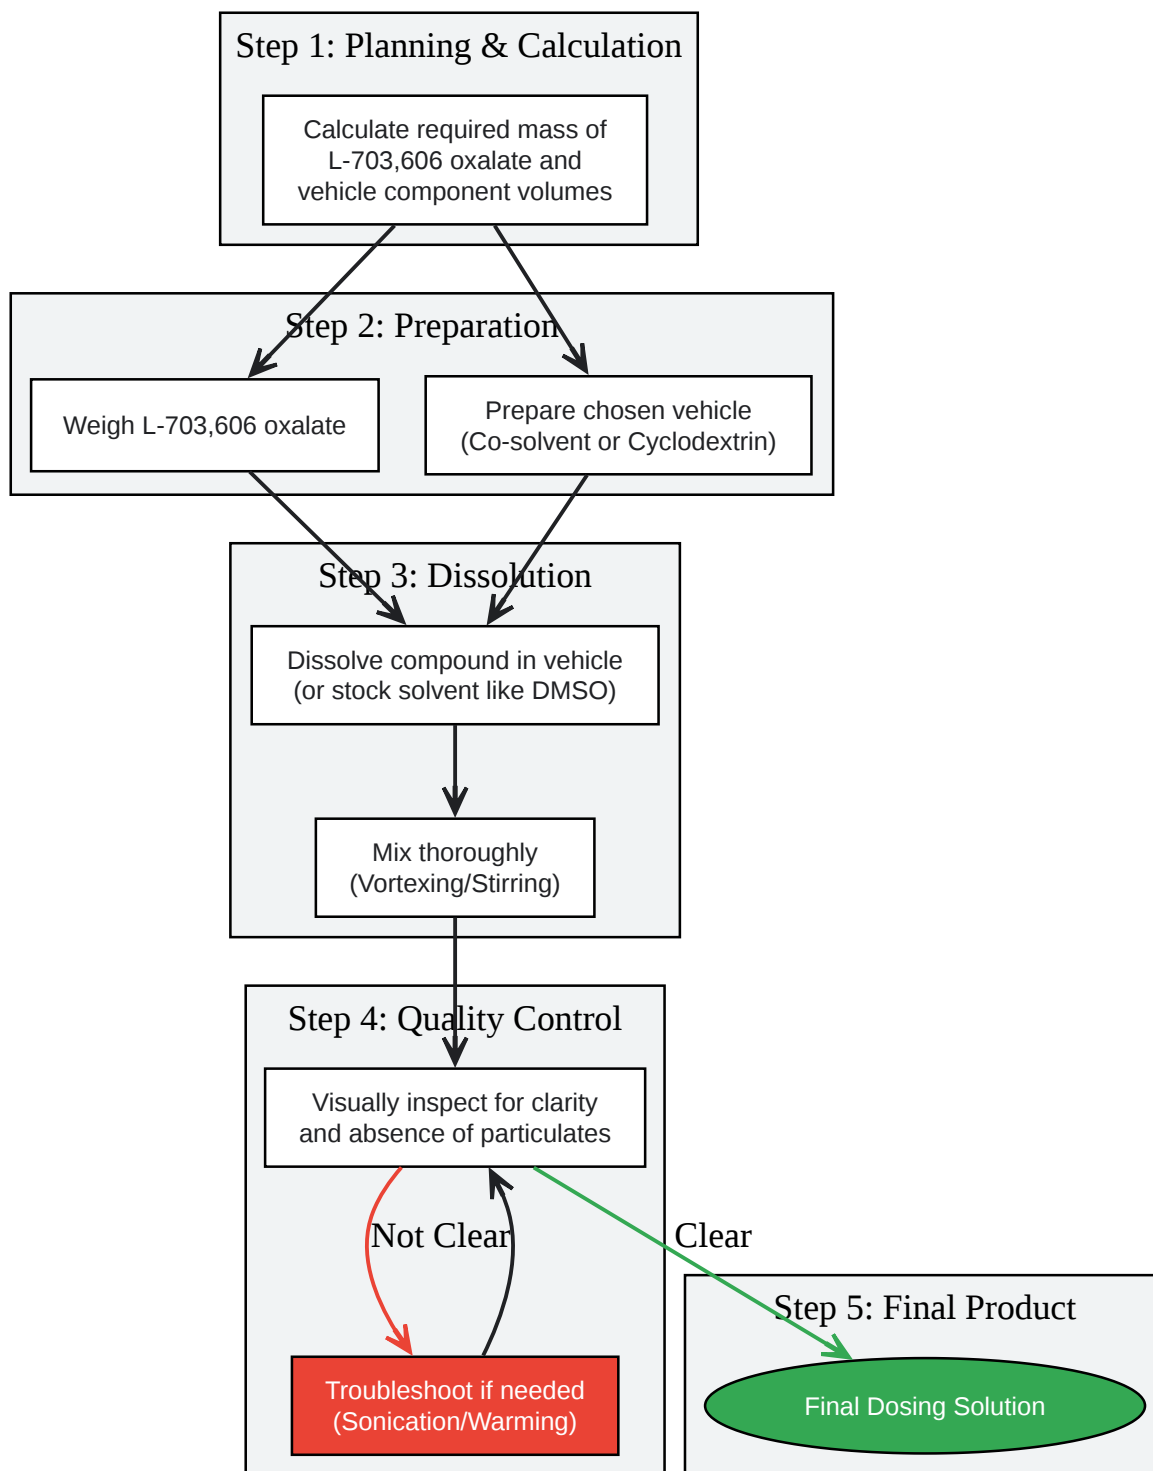 Step 1: Planning & Calculation
Calculate required mass of
L-703,606 oxalate and
vehicle component volumes
Step 2: Preparation
Weigh L-703,606 oxalate
Prepare chosen vehicle
(Co-solvent or Cyclodextrin)
Step 3: Dissolution
Dissolve compound in vehicle
(or stock solvent like DMSO)
Mix thoroughly
(Vortexing/Stirring)
Step 4: Quality Control
Visually inspect for clarity
and absence of particulates
Not Clear
Clear
Step 5: Final Product
Troubleshoot if needed
(Sonication/Warming)
Final Dosing Solution